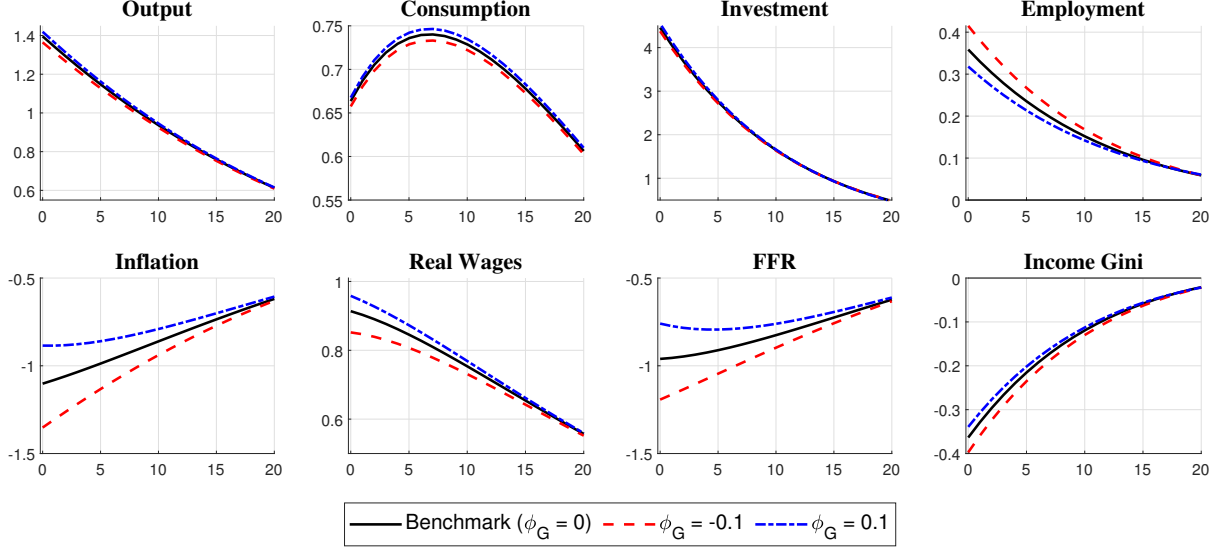 Output
1.4
1.2
1
0.8
0.6
0 5 10 15 20
Consumption
0.75
0.7
0.65
0.6
0.55
0 5 10 15 20
Investment
4
3
2
1
0 5 10 15 20
Employment
0.4
0.3
0.2
0.1
0
0 5 10 15 20
Inflation
-0.5
-1
-1.5
0 5 10 15 20
Real Wages
1
0.8
0.6
0 5 10 15 20
FFR
-0.5
-1
-1.5
0 5 10 15 20
Income Gini
0
-0.1
-0.2
-0.3
-0.4
0 5 10 15 20
Benchmark (ϕ_G = 0) ϕ_G = -0.1 ϕ_G = 0.1